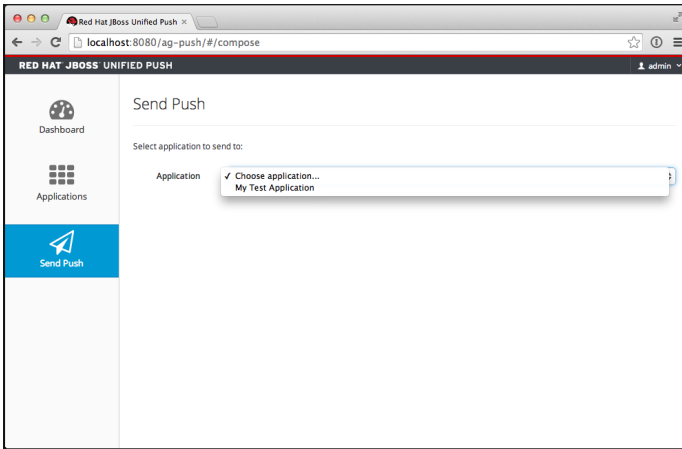 Red Hat JBoss Unified Push ×
localhost:8080/ag-push/#/compose
RED HAT® JBOSS® UNIFIED PUSH
admin
Dashboard
Applications
Send Push
Send Push
Select application to send to:
Application
✓ Choose application...
My Test Application